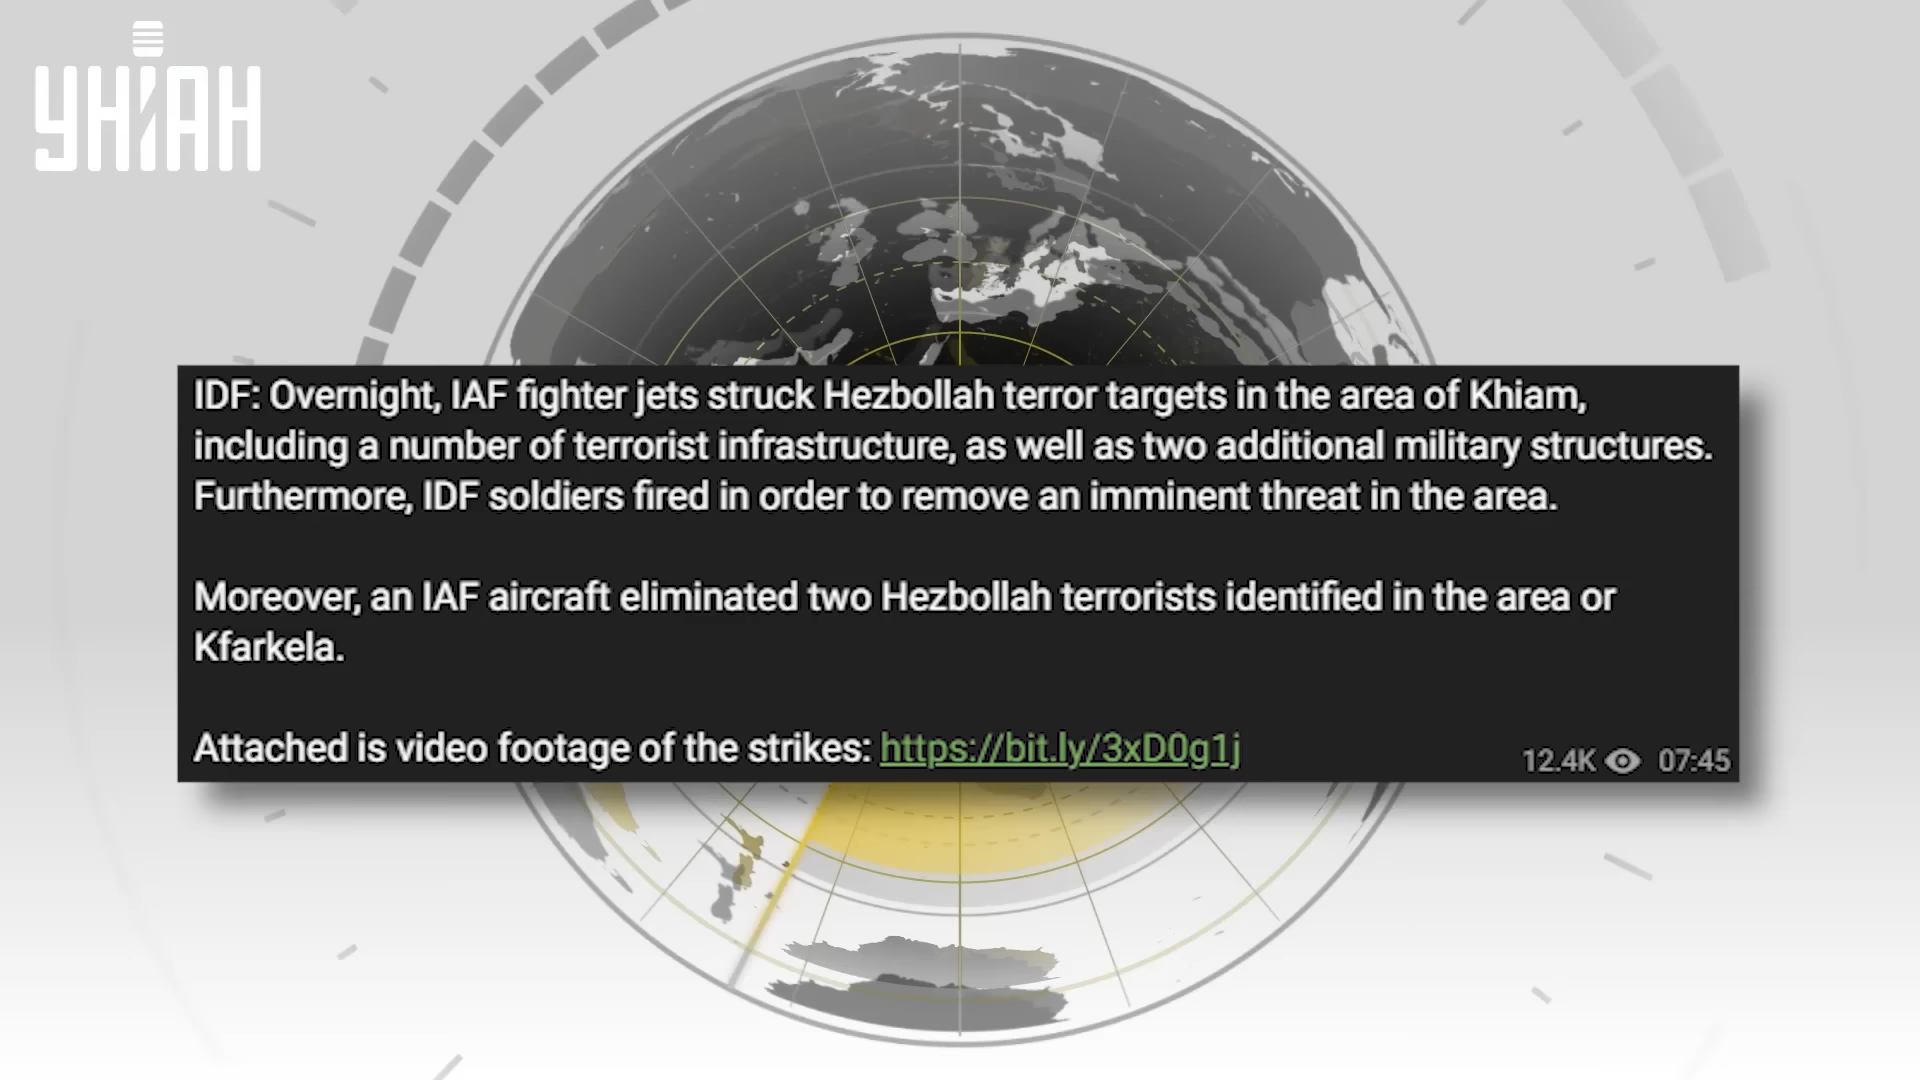 УНІАН
IDF: Overnight, IAF fighter jets struck Hezbollah terror targets in the area of Khiam,
including a number of terrorist infrastructure, as well as two additional military structures.
Furthermore, IDF soldiers fired in order to remove an imminent threat in the area.
Moreover, an IAF aircraft eliminated two Hezbollah terrorists identified in the area or
Kfarkela.
Attached is video footage of the strikes: https://bit.ly/3xD0g1j
12.4K 07:45